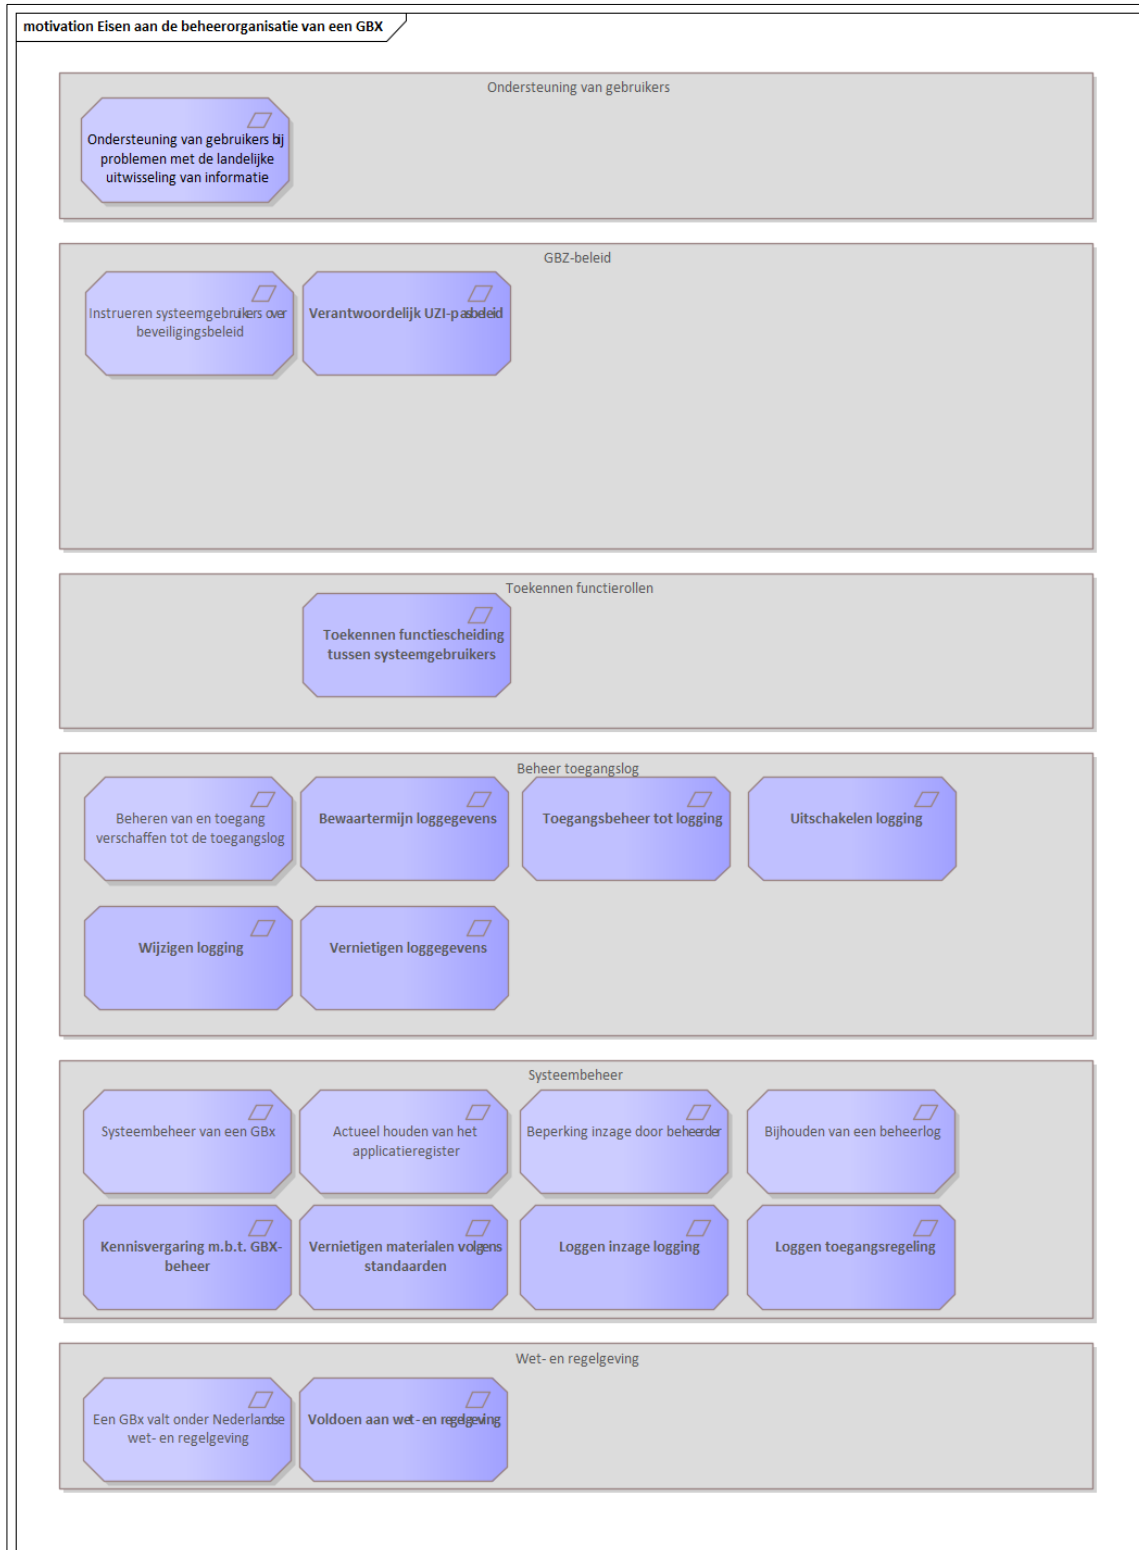 motivation Eisen aan de beheerorganisatie van een GBX
Ondersteuning van gebruikers
Ondersteuning van gebruikers bij
problemen met de landelijke
uitwisseling van informatie
GBZ-beleid
Instrueren systeemgebruikers over
beveiligingsbeleid
Verantwoordelijk UZI-pasbeleid
Toekennen functierollen
Toekennen functiescheiding
tussen systeemgebruikers
Beheer toegangslog
Beheren van en toegang
verschaffen tot de toegangslog
Bewaartermijn loggegevens
Toegangsbeheer tot logging
Uitschakelen logging
Wijzigen logging
Vernietigen loggegevens
Systeembeheer
Systeembeheer van een GBx
Actueel houden van het
applicatieregister
Beperking inzage door beheerder
Bijhouden van een beheerlog
Kennisvergaring m.b.t. GBX-
beheer
Vernietigen materialen volgens
standaarden
Loggen inzage logging
Loggen toegangsregeling
Wet- en regelgeving
Een GBx valt onder Nederlandse
wet- en regelgeving
Voldoen aan wet- en regelgeving